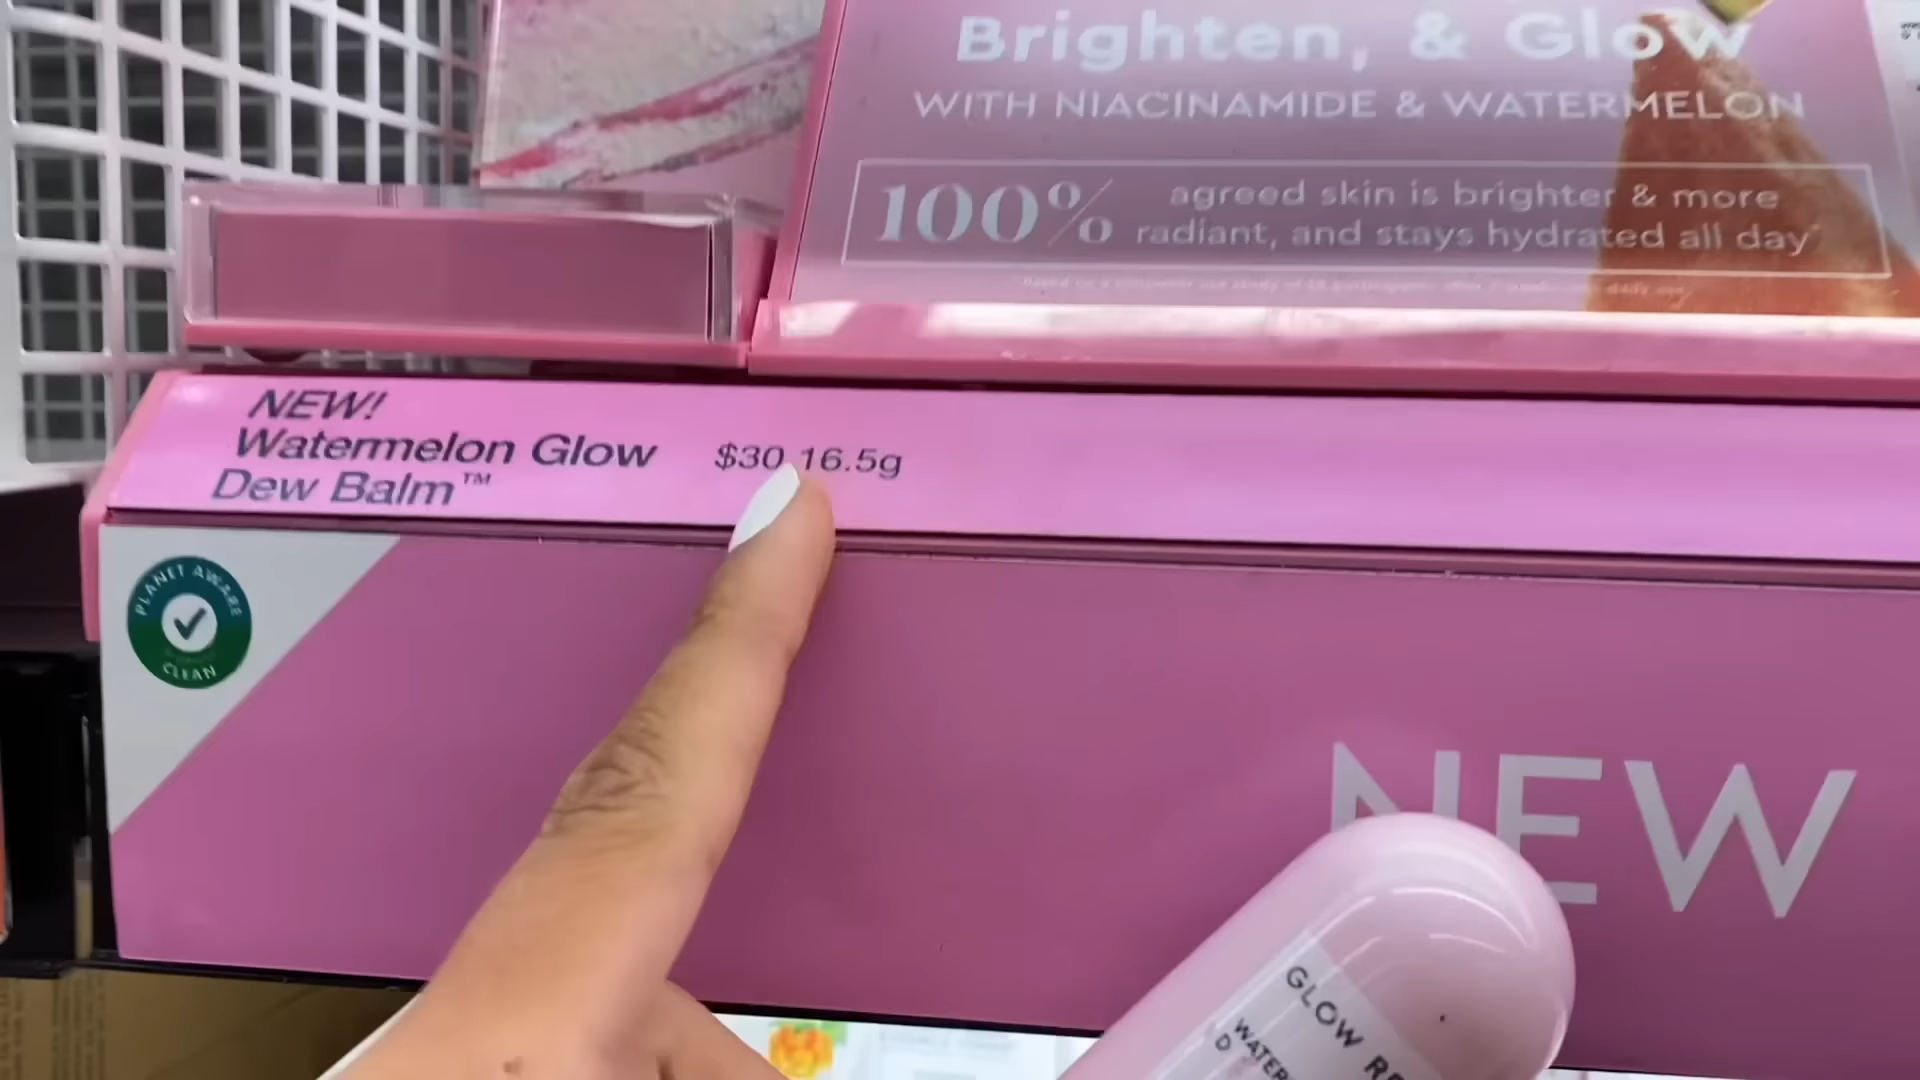 Brighten, & Glow
WITH NIACINAMIDE & WATERMELON
100%
agreed skin is brighter & more
radiant, and stays hydrated all day
NEW!
Watermelon Glow
Dew Balm™
$30 16.5g
PLANET AWARE
CLEAN
NEW
GLOW